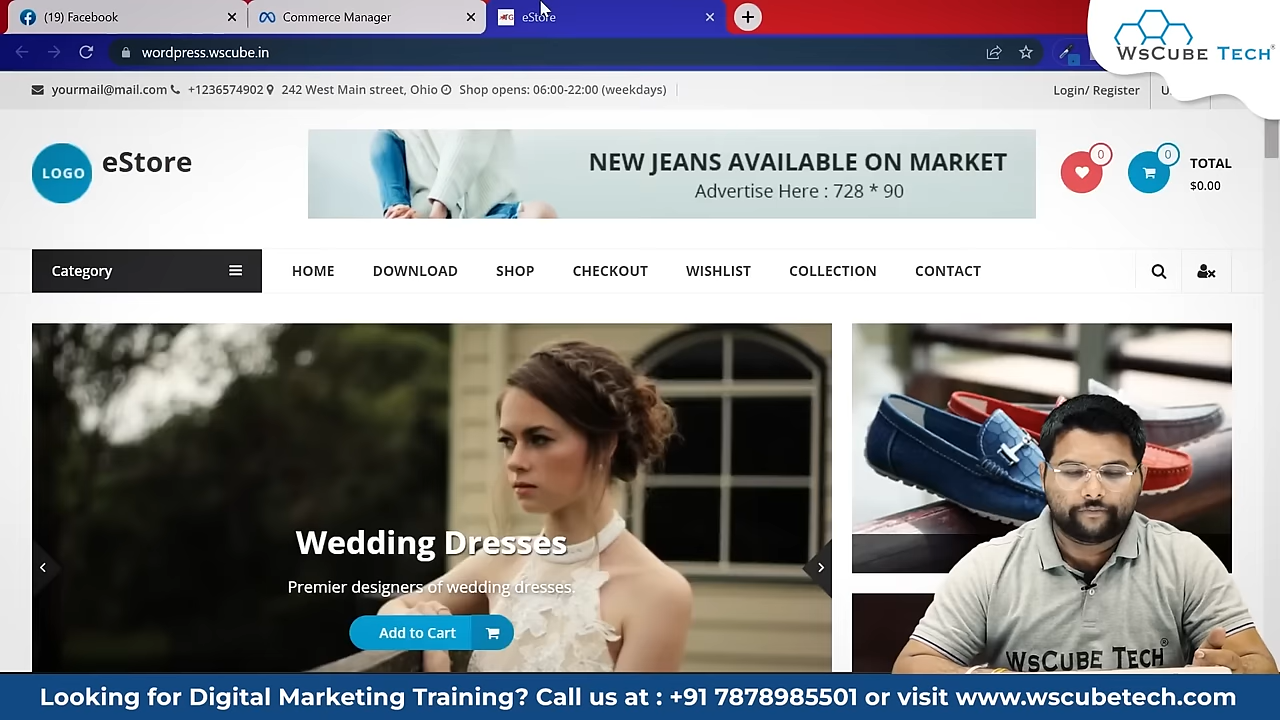 (19) Facebook
Commerce Manager
eStore
wordpress.wscube.in
WsCube Tech®
yourmail@mail.com +1236574902 242 West Main street, Ohio Shop opens: 06:00-22:00 (weekdays)
Login/ Register
LOGO
eStore
NEW JEANS AVAILABLE ON MARKET
Advertise Here : 728 * 90
0
0
TOTAL
$0.00
Category
HOME DOWNLOAD SHOP CHECKOUT WISHLIST COLLECTION CONTACT
Wedding Dresses
Premier designers of wedding dresses.
Add to Cart
WsCube Tech®
Looking for Digital Marketing Training? Call us at : +91 7878985501 or visit www.wscubetech.com